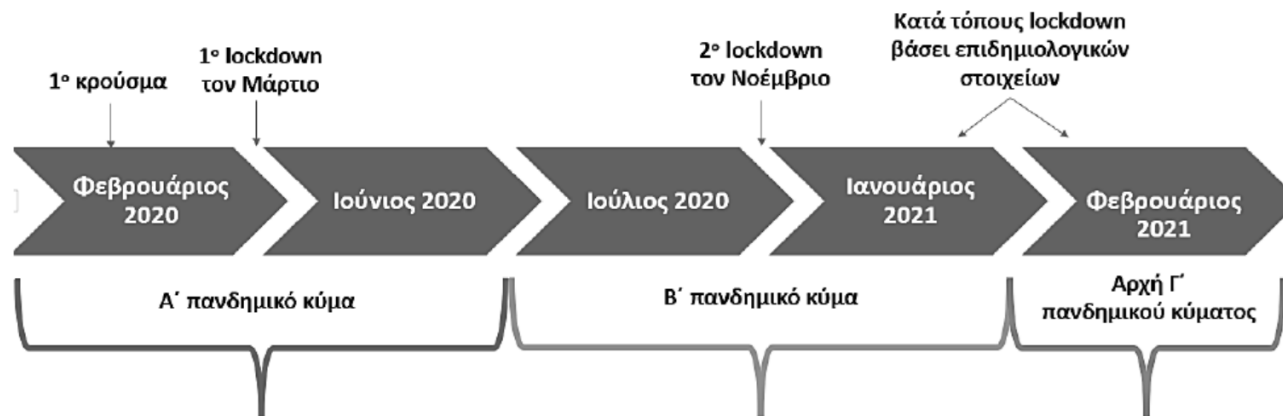 1ο κρούσμα
1ο lockdown
τον Μάρτιο
2ο lockdown
τον Νοέμβριο
Κατά τόπους lockdown
βάσει επιδημιολογικών
στοιχείων
Φεβρουάριος
2020
Ιούνιος 2020
Ιούλιος 2020
Ιανουάριος
2021
Φεβρουάριος
2021
Α΄ πανδημικό κύμα
Β΄ πανδημικό κύμα
Αρχή Γ΄
πανδημικού κύματος